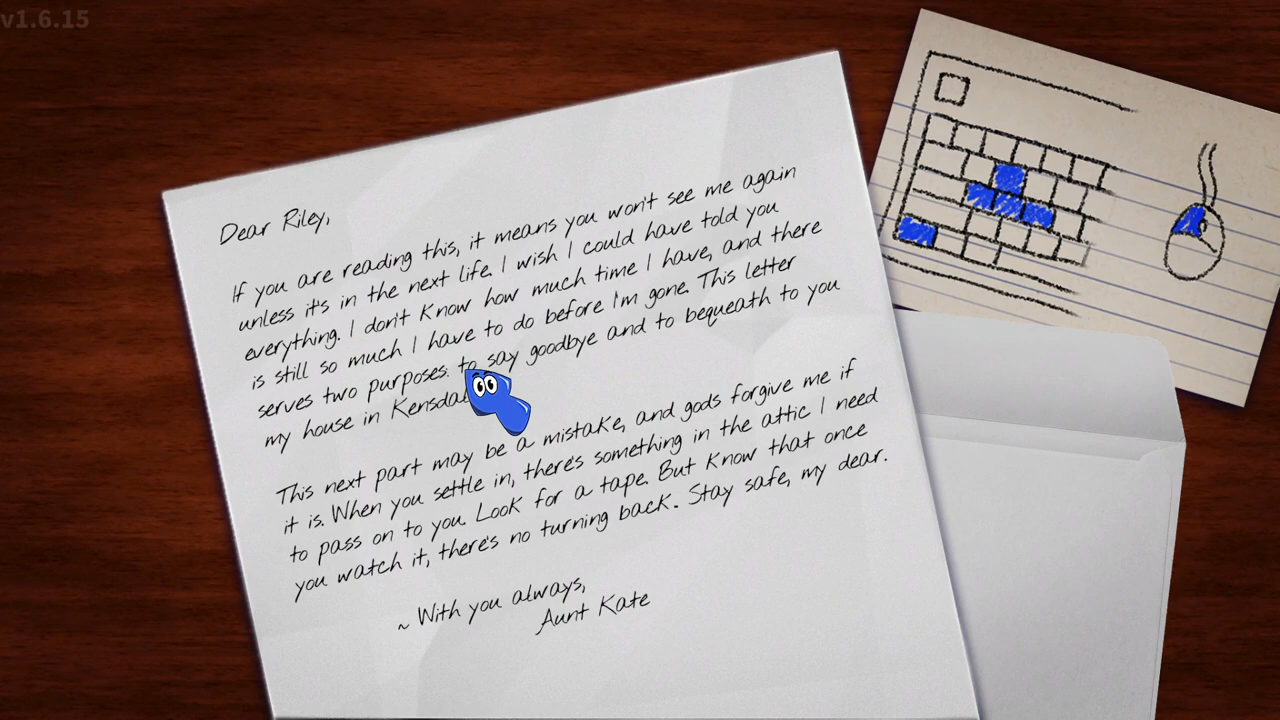 v1.6.15
Dear Riley,
If you are reading this, it means you won't see me again
unless it's in the next life. I wish I could have told you
everything. I don't know how much time I have, and there
is still so much I have to do before I'm gone. This letter
serves two purposes: to say goodbye and to bequeath to you
my house in
This next part may be a mistake, and gods forgive me if
it is. When you settle in, there's something in the attic I need
to pass on to you. Look for a tape. But know that once
you watch it, there's no turning back. Stay safe, my dear.
~ With you always,
Aunt Kate